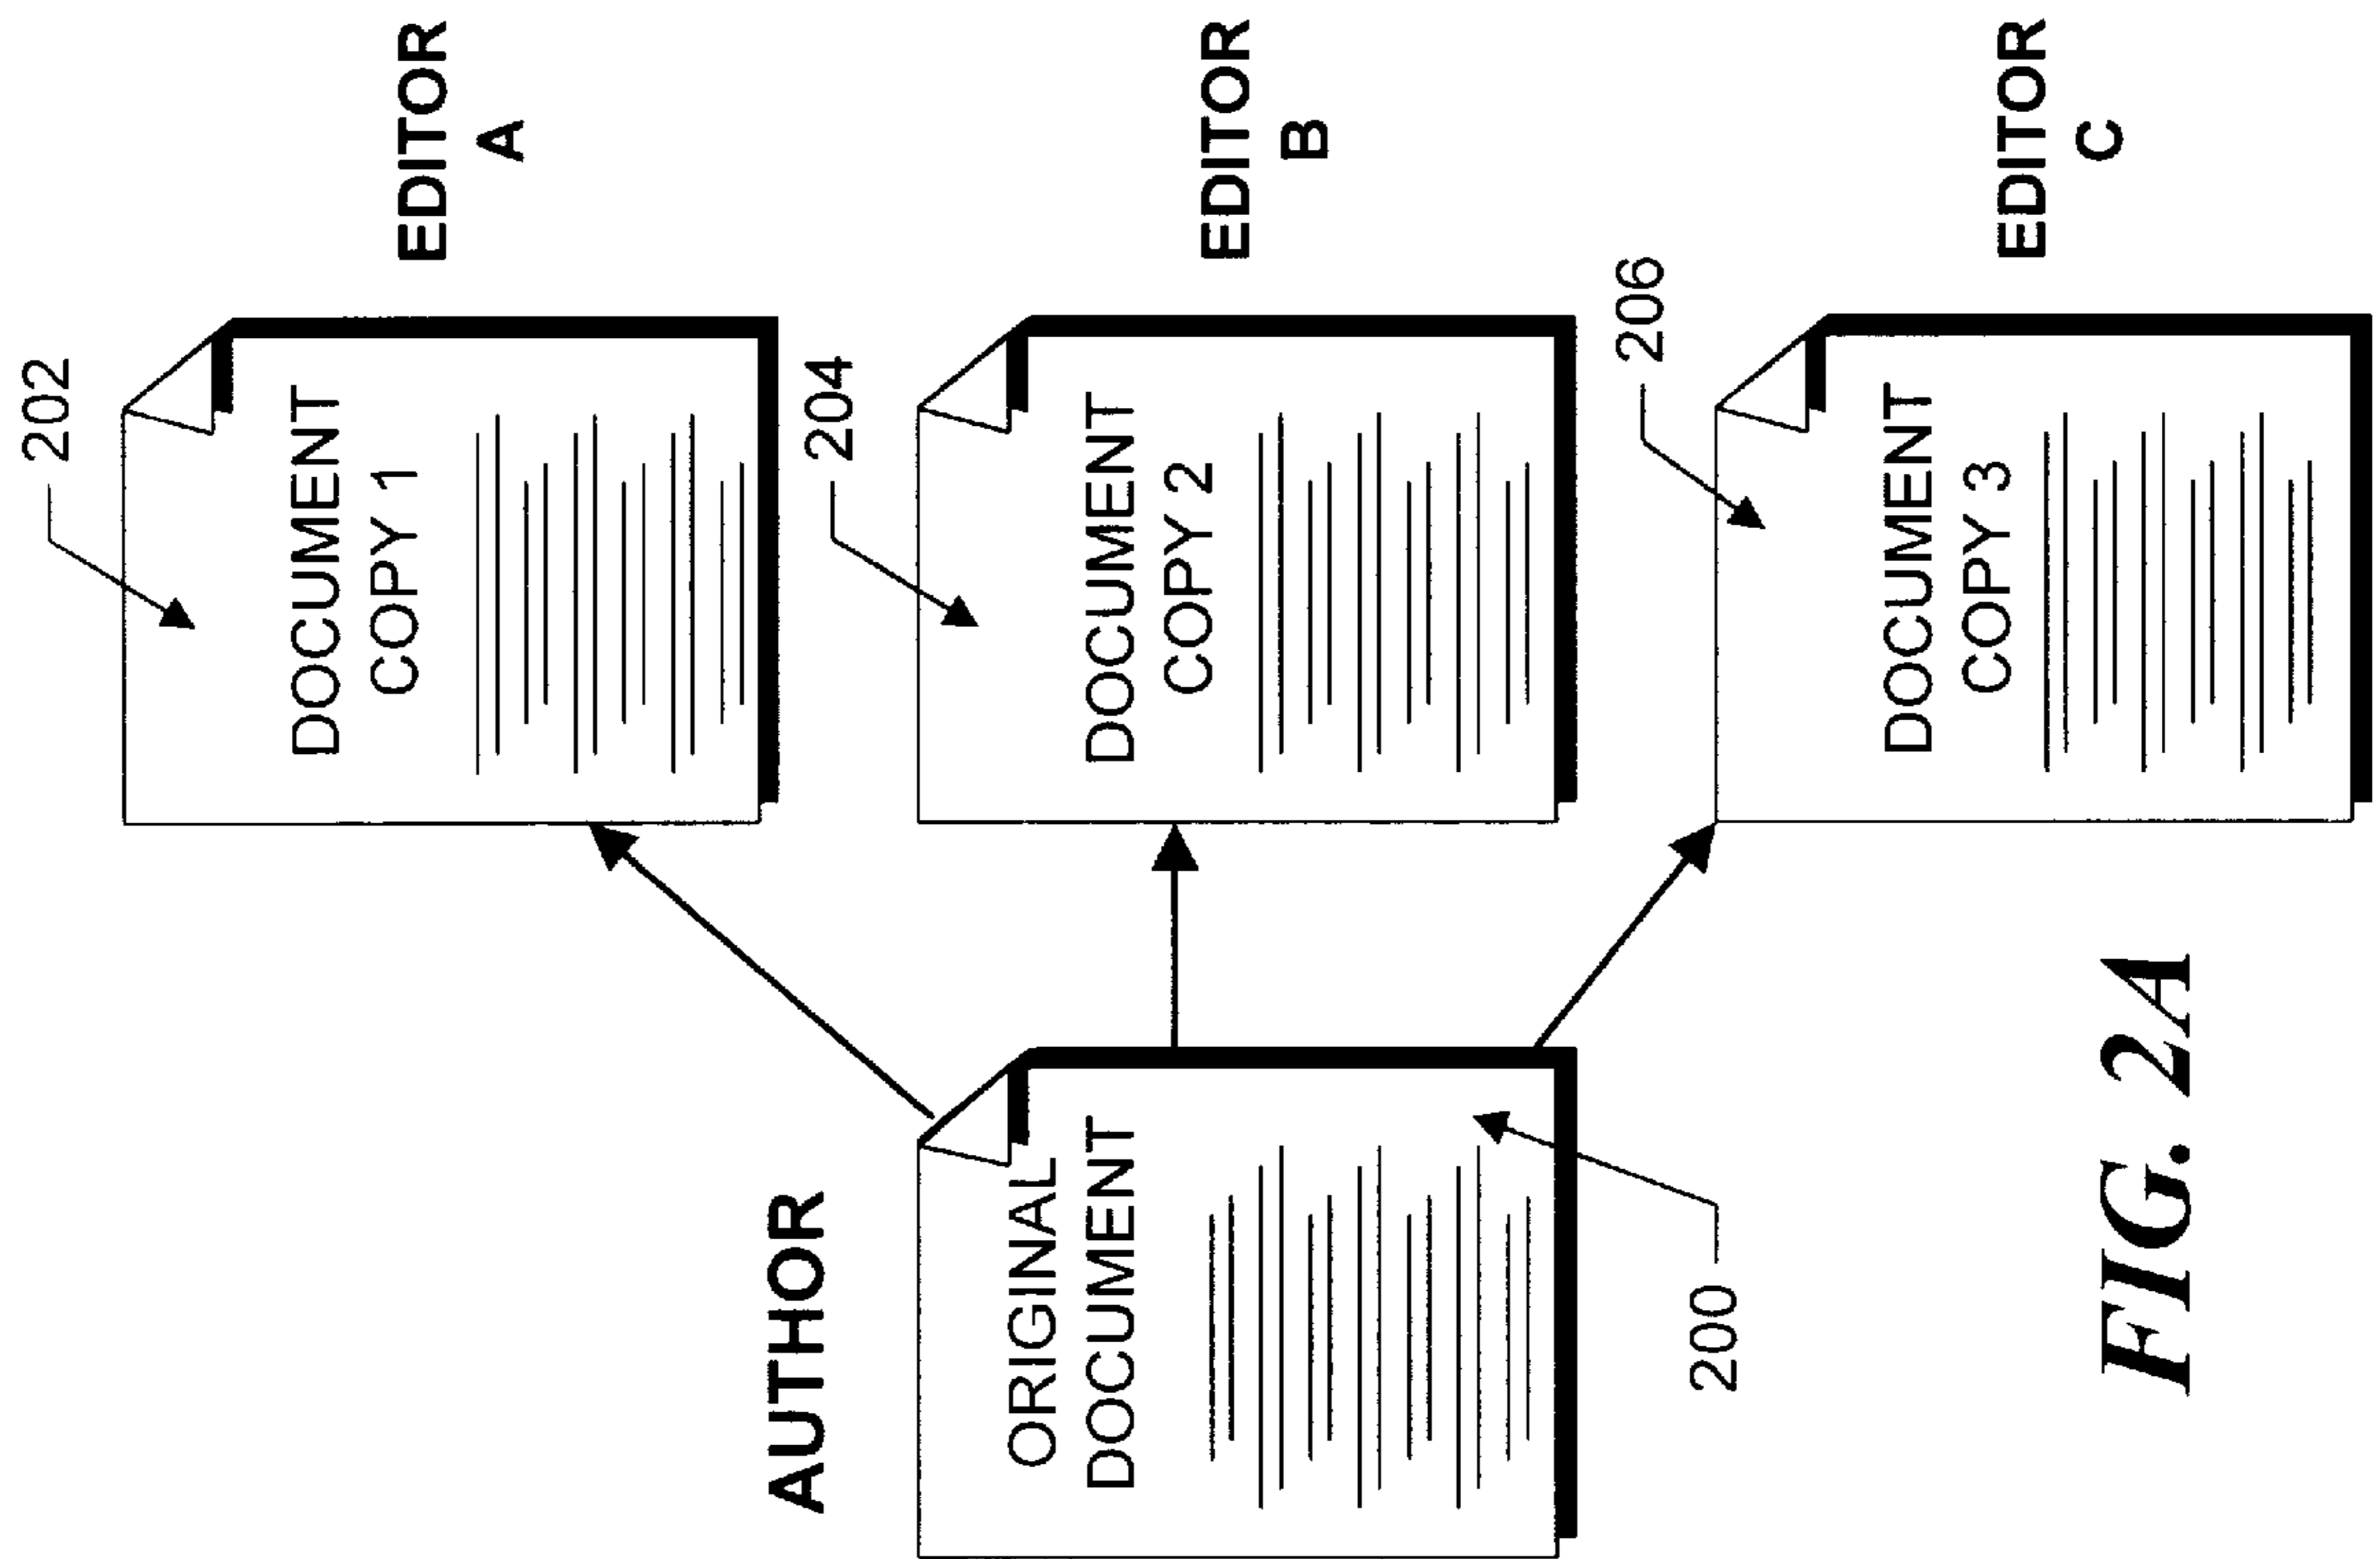 AUTHOR
ORIGINAL
DOCUMENT
200
202
DOCUMENT
COPY 1
EDITOR
A
204
DOCUMENT
COPY 2
EDITOR
B
206
DOCUMENT
COPY 3
EDITOR
C
FIG. 2A